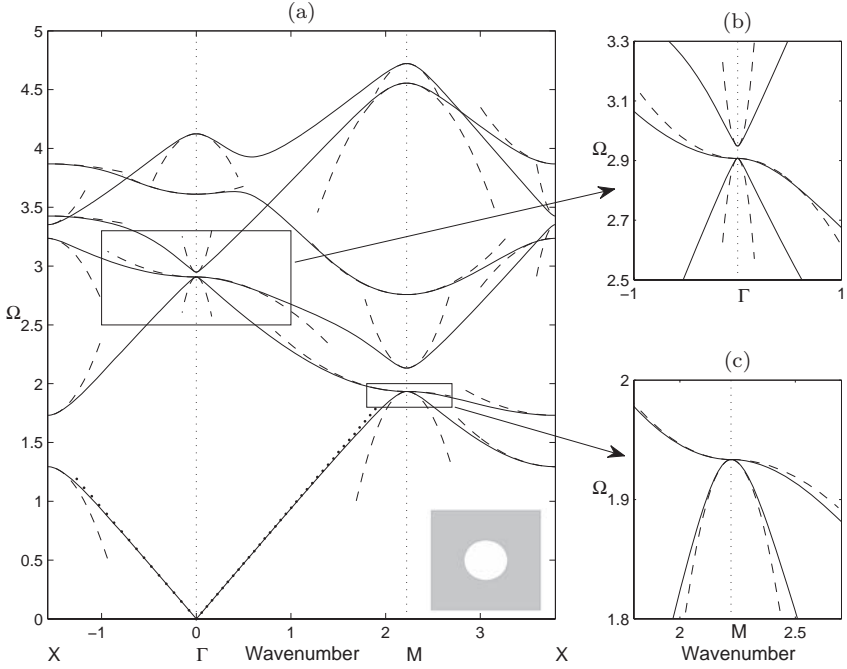 (a)
5
4.5
4
3.5
3
Ω
2.5
2
1.5
1
0.5
0
−1 0 1 2 3
X Γ Wavenumber M X
(b)
3.3
3.1
Ω
2.9
2.7
2.5
−1 Γ 1
(c)
2
1.9
Ω
1.8
2 M 2.5
Wavenumber